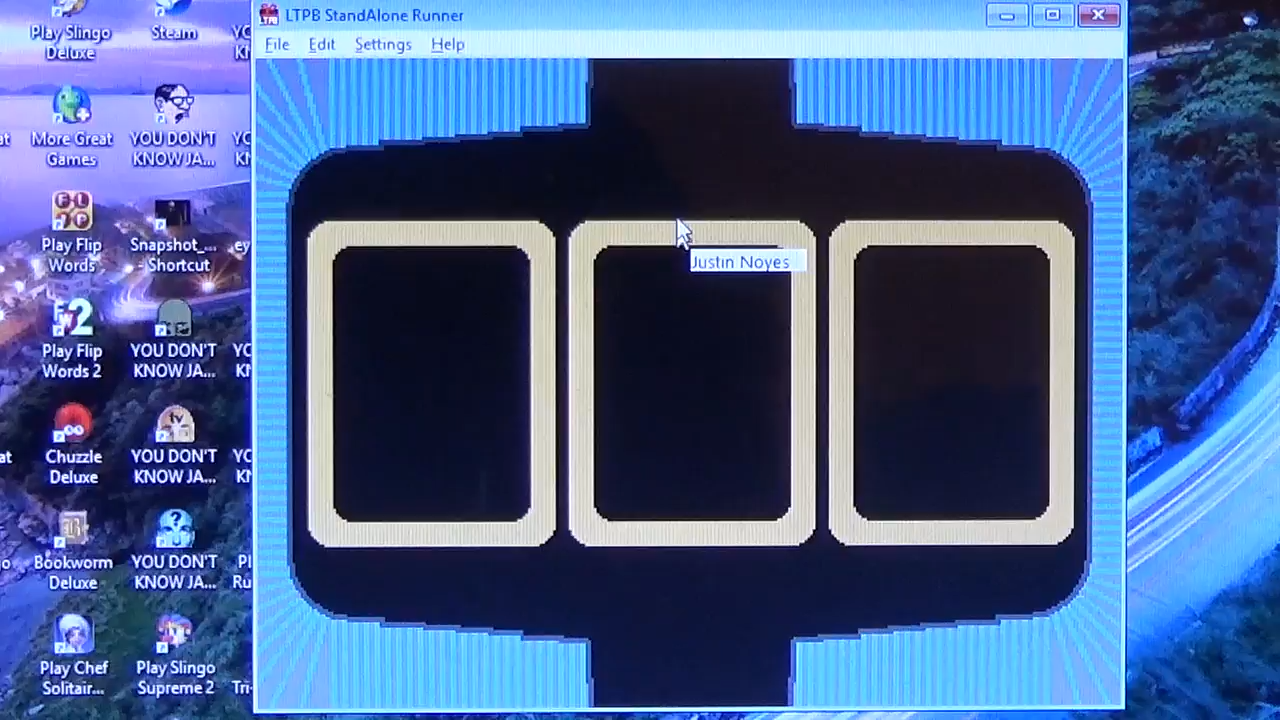 LTPB StandAlone Runner
File Edit Settings Help
Justin Noyes
Play Slingo
Deluxe
Steam
More Great
Games
YOU DON'T
KNOW JA...
Play Flip
Words
Snapshot_...
- Shortcut
Play Flip
Words 2
YOU DON'T
KNOW JA...
Chuzzle
Deluxe
YOU DON'T
KNOW JA...
Bookworm
Deluxe
YOU DON'T
KNOW JA...
Play Chef
Solitair...
Play Slingo
Supreme 2
Tri-